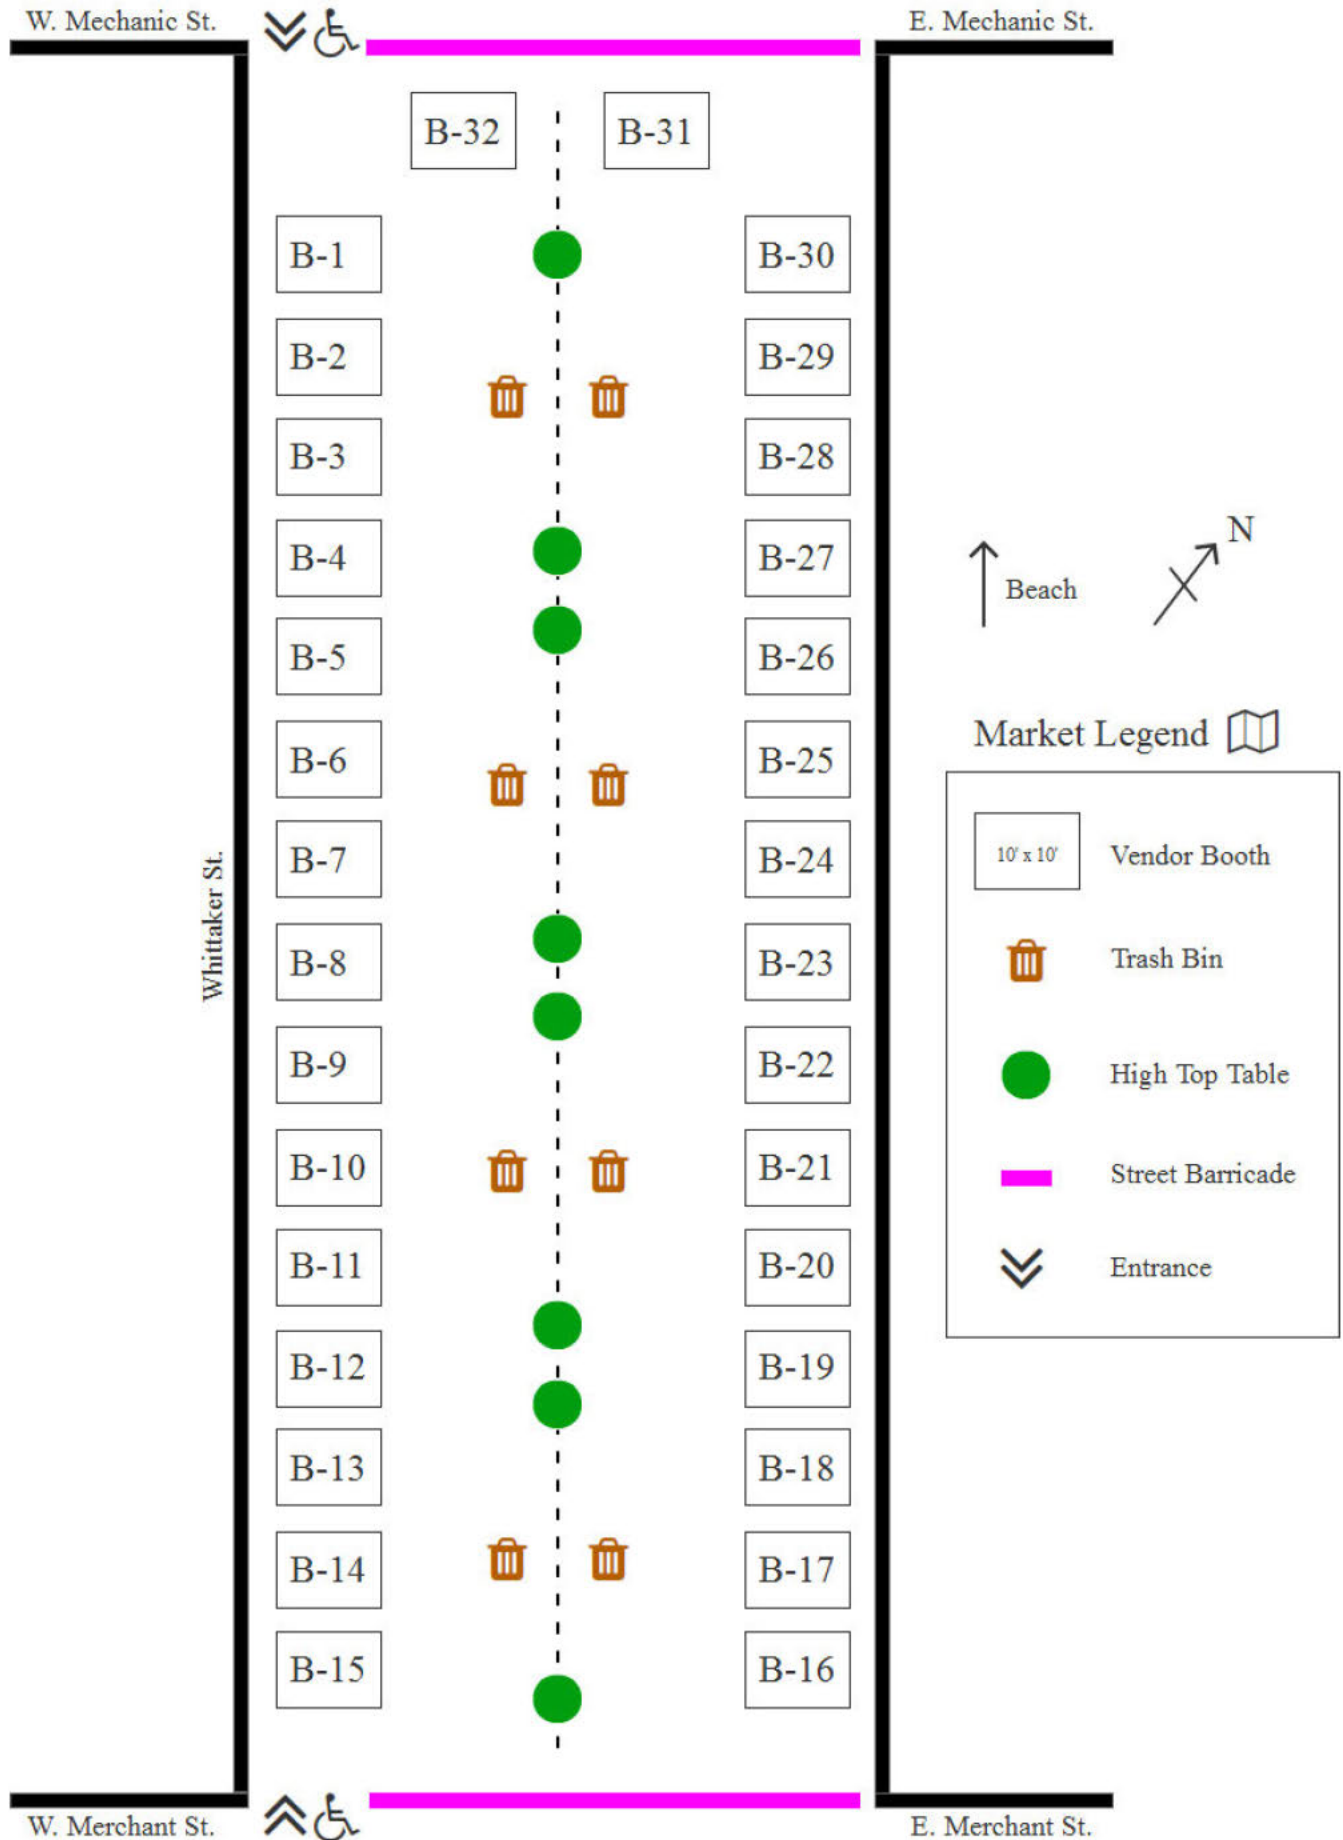 W. Mechanic St.
E. Mechanic St.
B-32
B-31
B-1
B-30
B-2
B-29
B-3
B-28
B-4
B-27
N
Beach
B-5
B-26
B-6
B-25
Market Legend
B-7
B-24
10' x 10'
Vendor Booth
Whittaker St.
B-8
B-23
Trash Bin
B-9
B-22
High Top Table
B-10
B-21
Street Barricade
B-11
B-20
Entrance
B-12
B-19
B-13
B-18
B-14
B-17
B-15
B-16
W. Merchant St.
E. Merchant St.